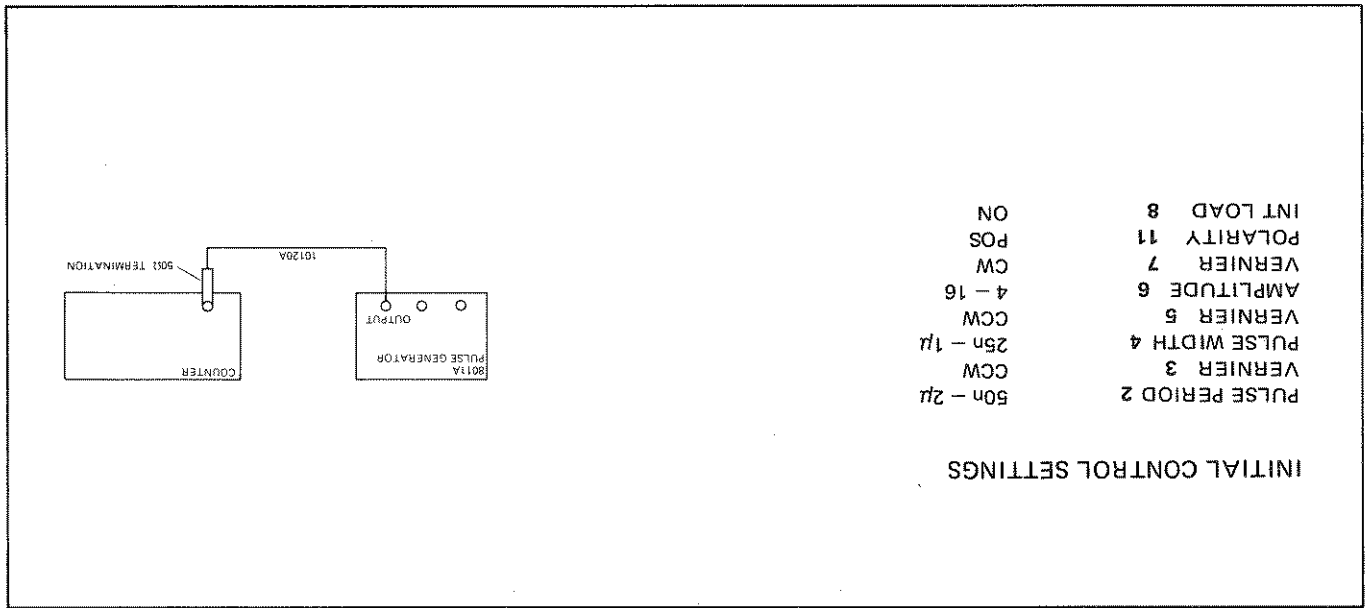 INITIAL CONTROL SETTINGS
PULSE PERIOD 2 50n – 2µ
VERNIER 3 CCW
PULSE WIDTH 4 25n – 1µ
VERNIER 5 CCW
AMPLITUDE 6 4 – 16
VERNIER 7 CW
POLARITY 11 POS
INT LOAD 8 ON
8011A
PULSE GENERATOR
OUTPUT
10120A
COUNTER
50Ω TERMINATION